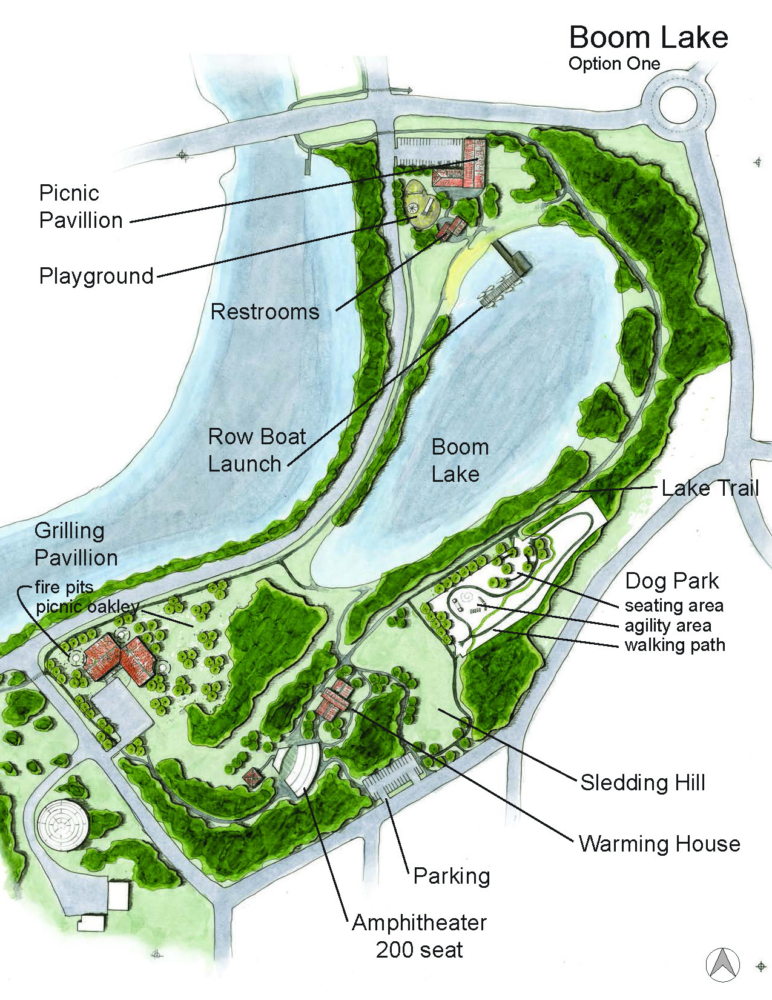 Boom Lake
Option One
Picnic
Pavillion
Playground
Restrooms
Row Boat
Launch
Boom
Lake
Lake Trail
Grilling
Pavillion
fire pits
picnic oakley
Dog Park
seating area
agility area
walking path
Sledding Hill
Warming House
Parking
Amphitheater
200 seat